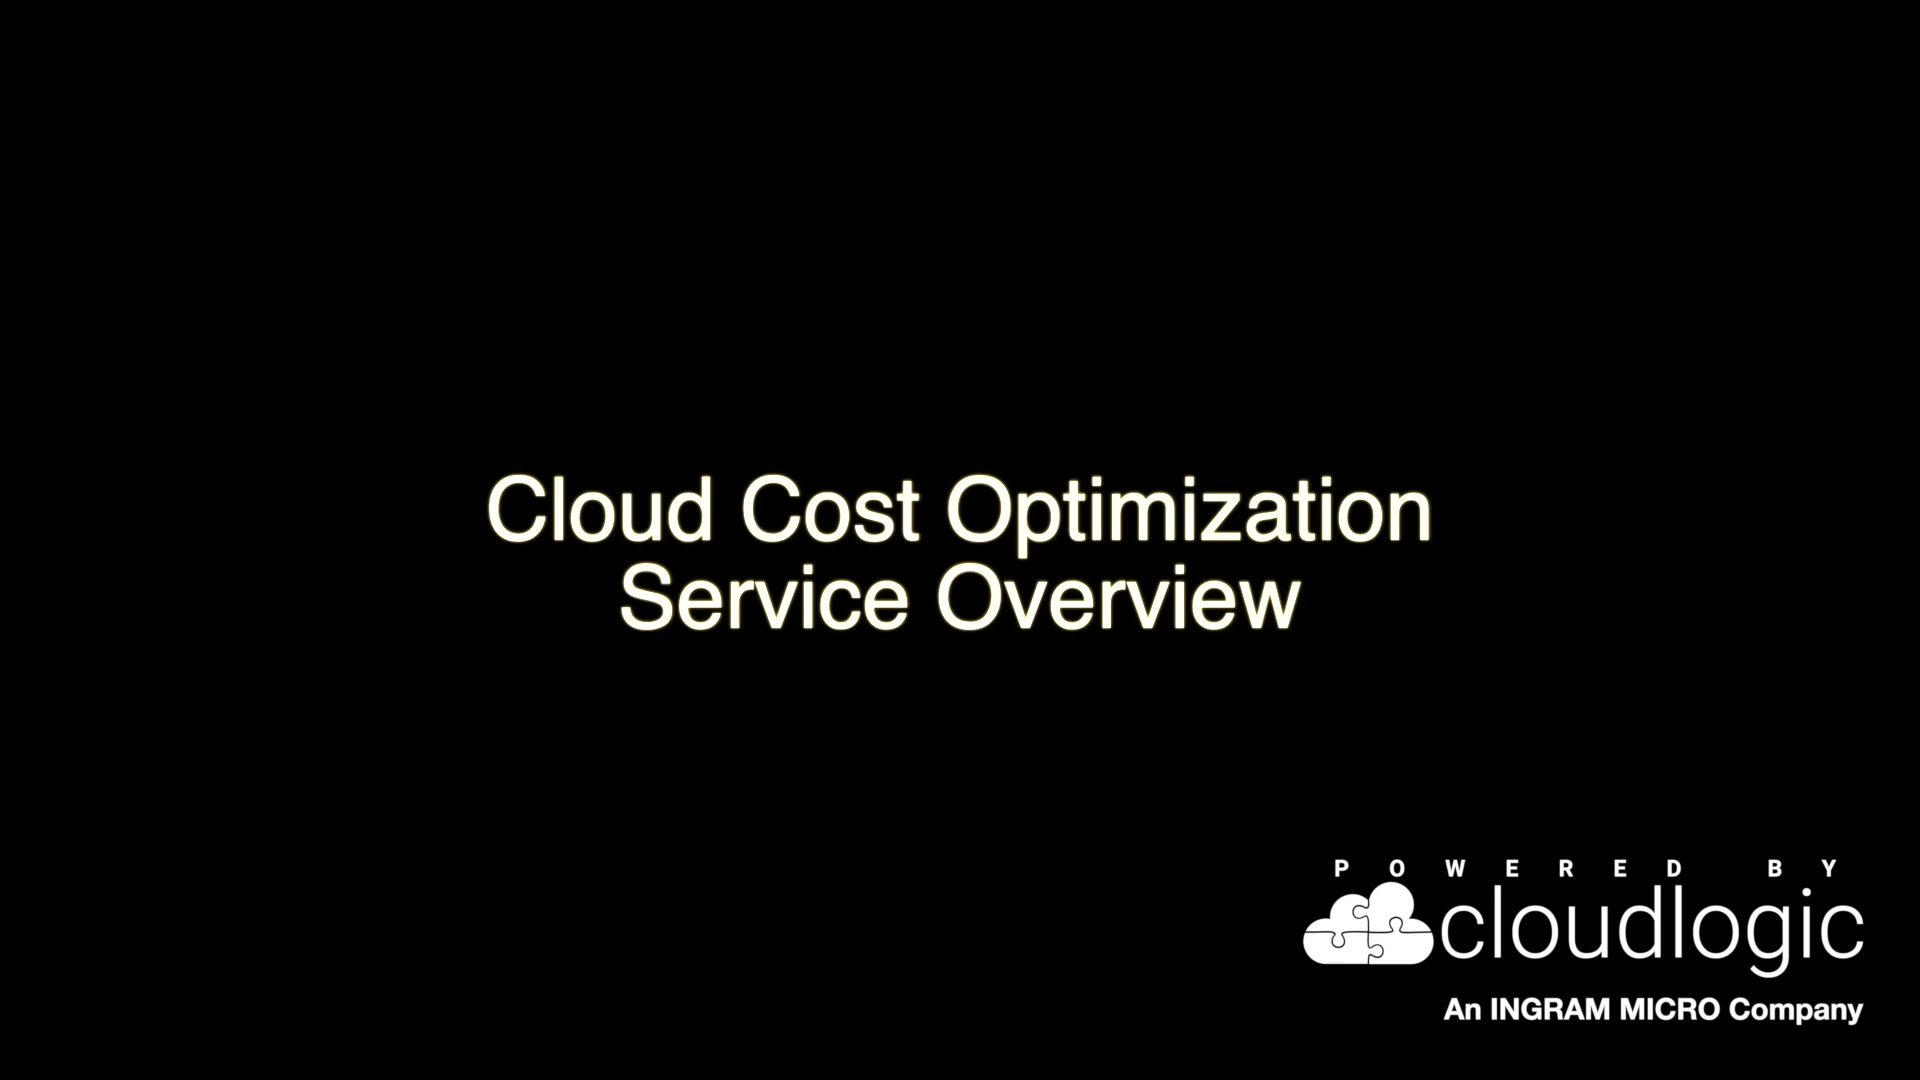 Cloud Cost Optimization
Service Overview
POWERED BY
cloudlogic
An INGRAM MICRO Company